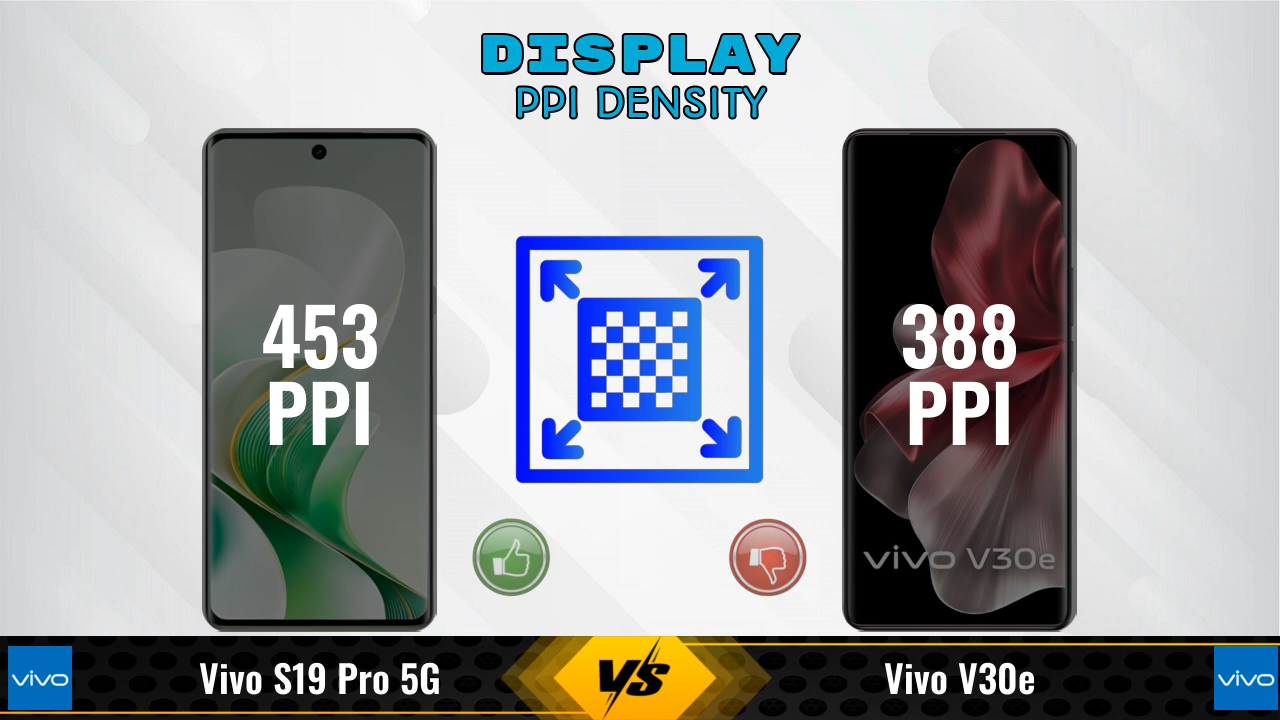 DISPLAY
PPI DENSITY
453
PPI
388
PPI
vivo V30e
vivo
Vivo S19 Pro 5G
VS
Vivo V30e
vivo